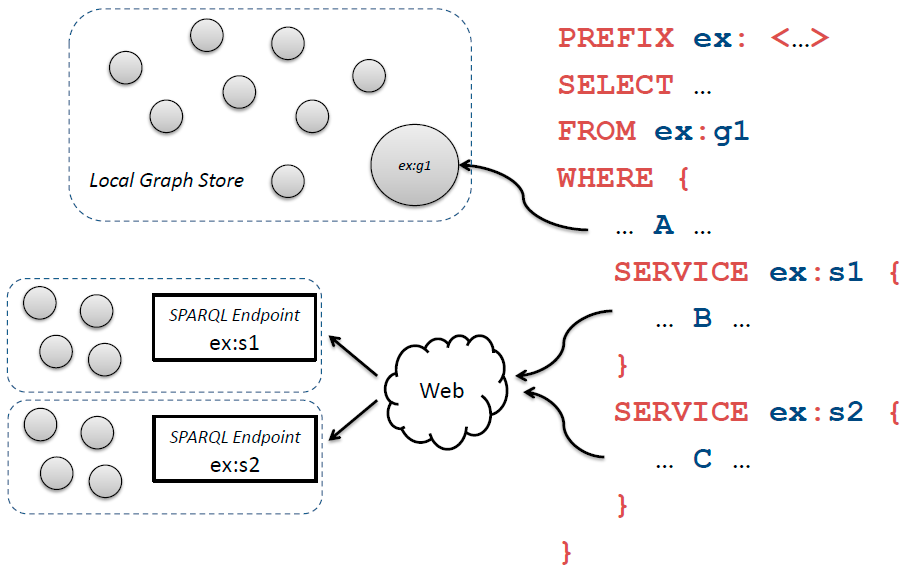 PREFIX ex: <…>
SELECT …
FROM ex:g1
WHERE {
… A …
SERVICE ex:s1 {
… B …
}
SERVICE ex:s2 {
… C …
}
}
ex:g1
Local Graph Store
SPARQL Endpoint
ex:s1
Web
SPARQL Endpoint
ex:s2